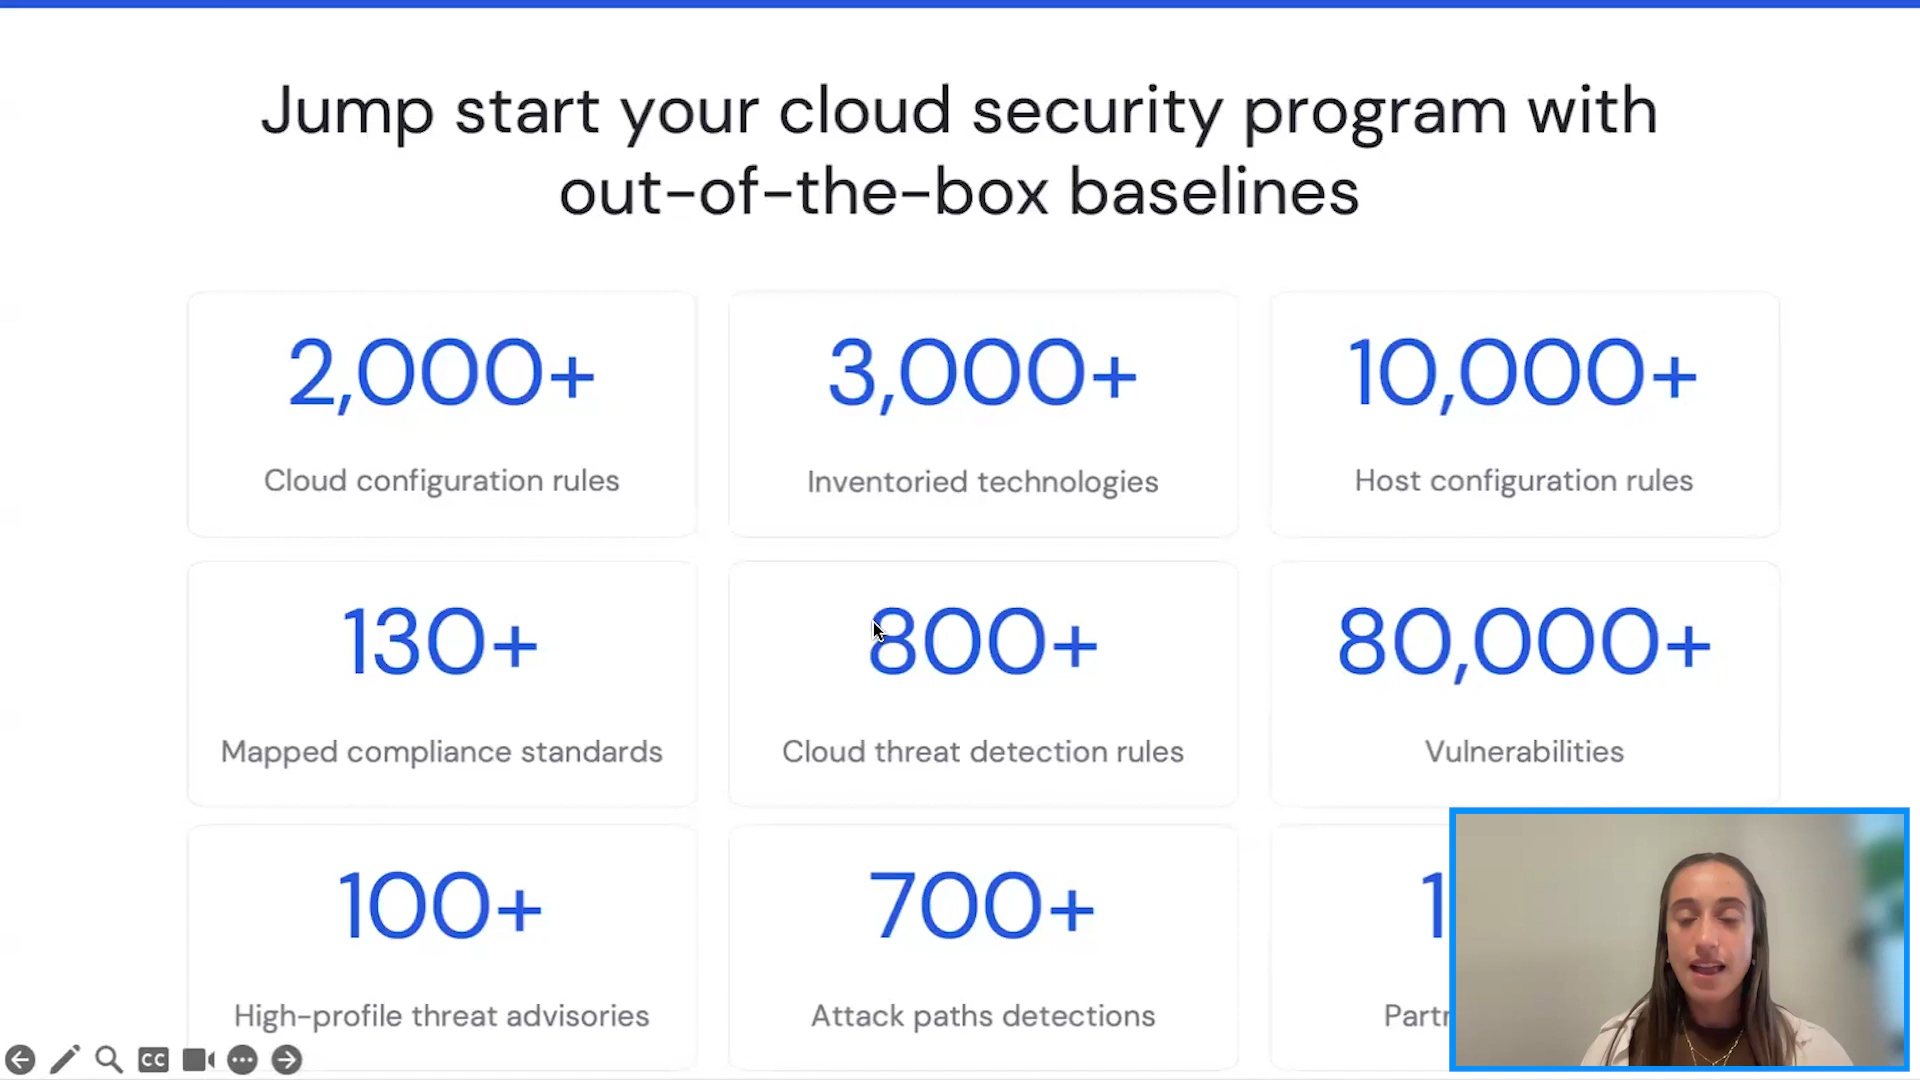 Jump start your cloud security program with
out-of-the-box baselines
2,000+
Cloud configuration rules
3,000+
Inventoried technologies
10,000+
Host configuration rules
130+
Mapped compliance standards
800+
Cloud threat detection rules
80,000+
Vulnerabilities
100+
High-profile threat advisories
700+
Attack paths detections
CC